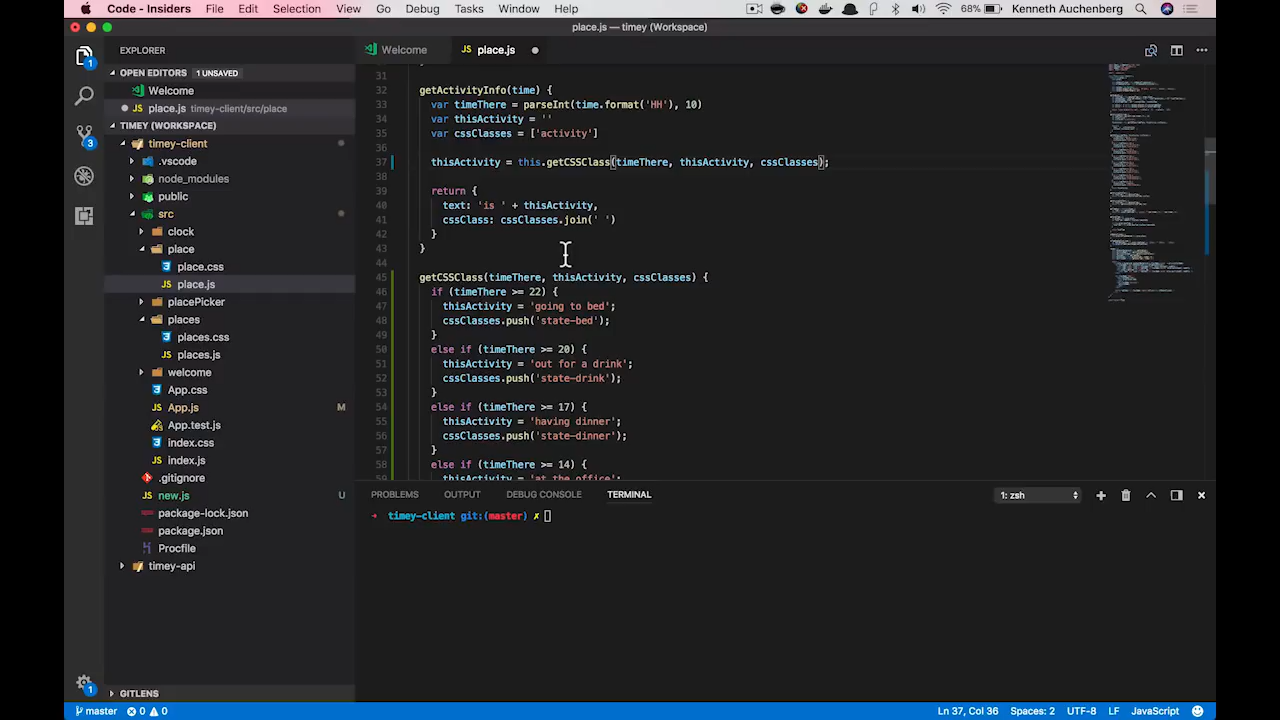 Code - Insiders File Edit Selection View Go Debug Tasks Window Help 68% Kenneth Auchenberg
place.js — timey (Workspace)
EXPLORER
OPEN EDITORS 1 UNSAVED
Welcome
place.js timey-client/src/place
TIMEY (WORKSPACE)
timey-client
.vscode
node_modules
public
src
clock
place
place.css
place.js
placePicker
places
places.css
places.js
welcome
App.css
App.js M
App.test.js
index.css
index.js
.gitignore
new.js U
package-lock.json
package.json
Procfile
timey-api
GITLENS
1
3
1
Welcome JS place.js
31
32 getActivityInfo(time) {
33 var timeThere = parseInt(time.format('HH'), 10)
34 var thisActivity = ''
35 var cssClasses = ['activity']
36
37 thisActivity = this.getCSSClass(timeThere, thisActivity, cssClasses);
38
39 return {
40 text: 'is ' + thisActivity,
41 cssClass: cssClasses.join(' ')
42 }
43 }
44
45 getCSSClass(timeThere, thisActivity, cssClasses) {
46 if (timeThere >= 22) {
47 thisActivity = 'going to bed';
48 cssClasses.push('state-bed');
49 }
50 else if (timeThere >= 20) {
51 thisActivity = 'out for a drink';
52 cssClasses.push('state-drink');
53 }
54 else if (timeThere >= 17) {
55 thisActivity = 'having dinner';
56 cssClasses.push('state-dinner');
57 }
58 else if (timeThere >= 14) {
59 thisActivity = 'at the office';
PROBLEMS OUTPUT DEBUG CONSOLE TERMINAL 1: zsh
→ timey-client git:(master) ✗
master 0 0 Ln 37, Col 36 Spaces: 2 UTF-8 LF JavaScript